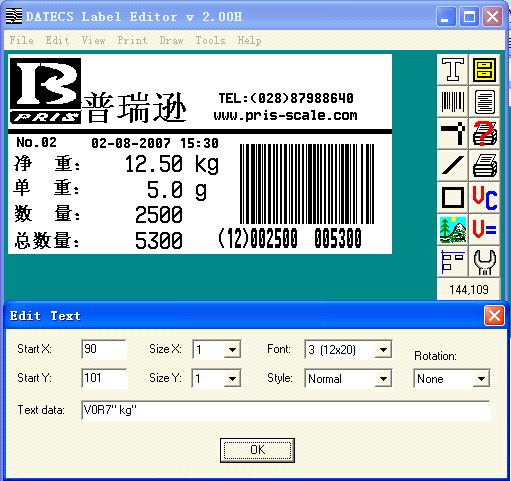 DATECS Label Editor v 2.00H
File Edit View Print Draw Tools Help
B
PRIS
普瑞逊
TEL:(028)87988640
www.pris-scale.com
No.02 02-08-2007 15:30
净 重: 12.50 kg
单 重: 5.0 g
数 量: 2500
总数量: 5300
(12)002500 005300
T
?
VC
V=
144,109
Edit Text
Start X: 90 Size X: 1 Font: 3 (12x20) Rotation:
Start Y: 101 Size Y: 1 Style: Normal None
Text data: V0R7" kg"
OK